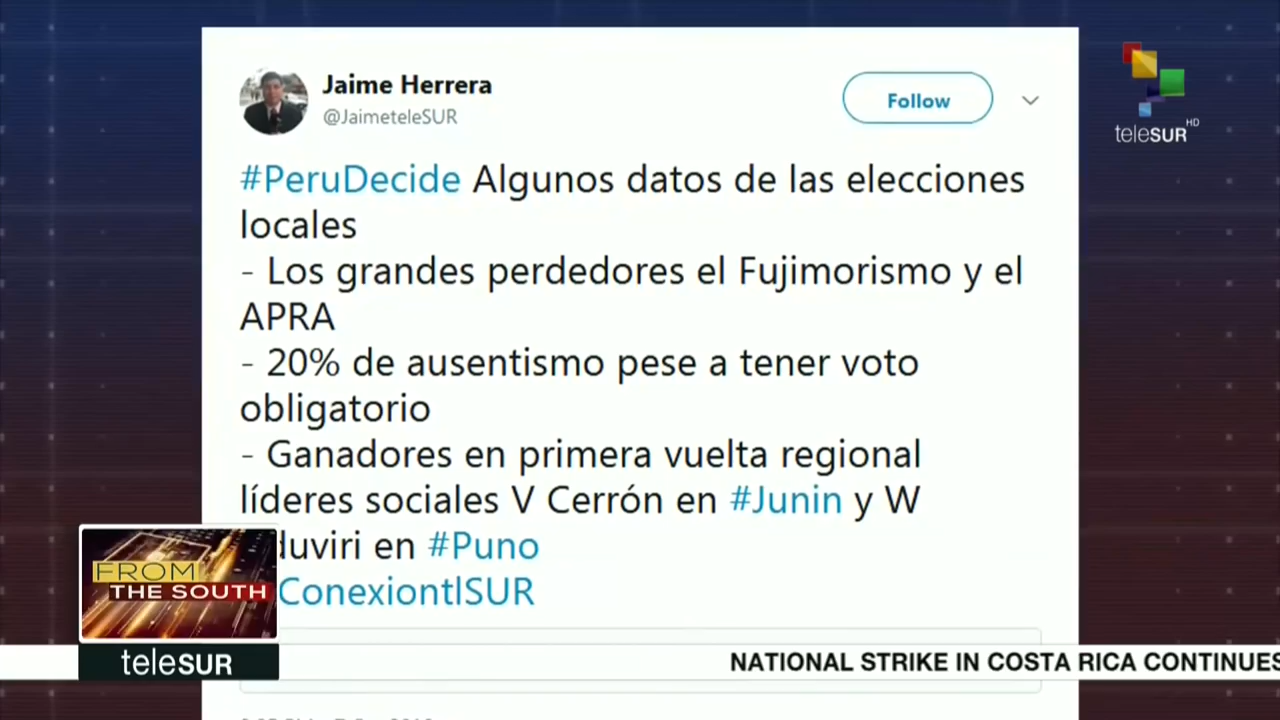 Jaime Herrera
@JaimeteleSUR
Follow
teleSUR HD
#PeruDecide Algunos datos de las elecciones
locales
- Los grandes perdedores el Fujimorismo y el
APRA
- 20% de ausentismo pese a tener voto
obligatorio
- Ganadores en primera vuelta regional
líderes sociales V Cerrón en #Junin y W
duviri en #Puno
ConexiontlSUR
FROM
THE SOUTH
teleSUR
NATIONAL STRIKE IN COSTA RICA CONTINUES